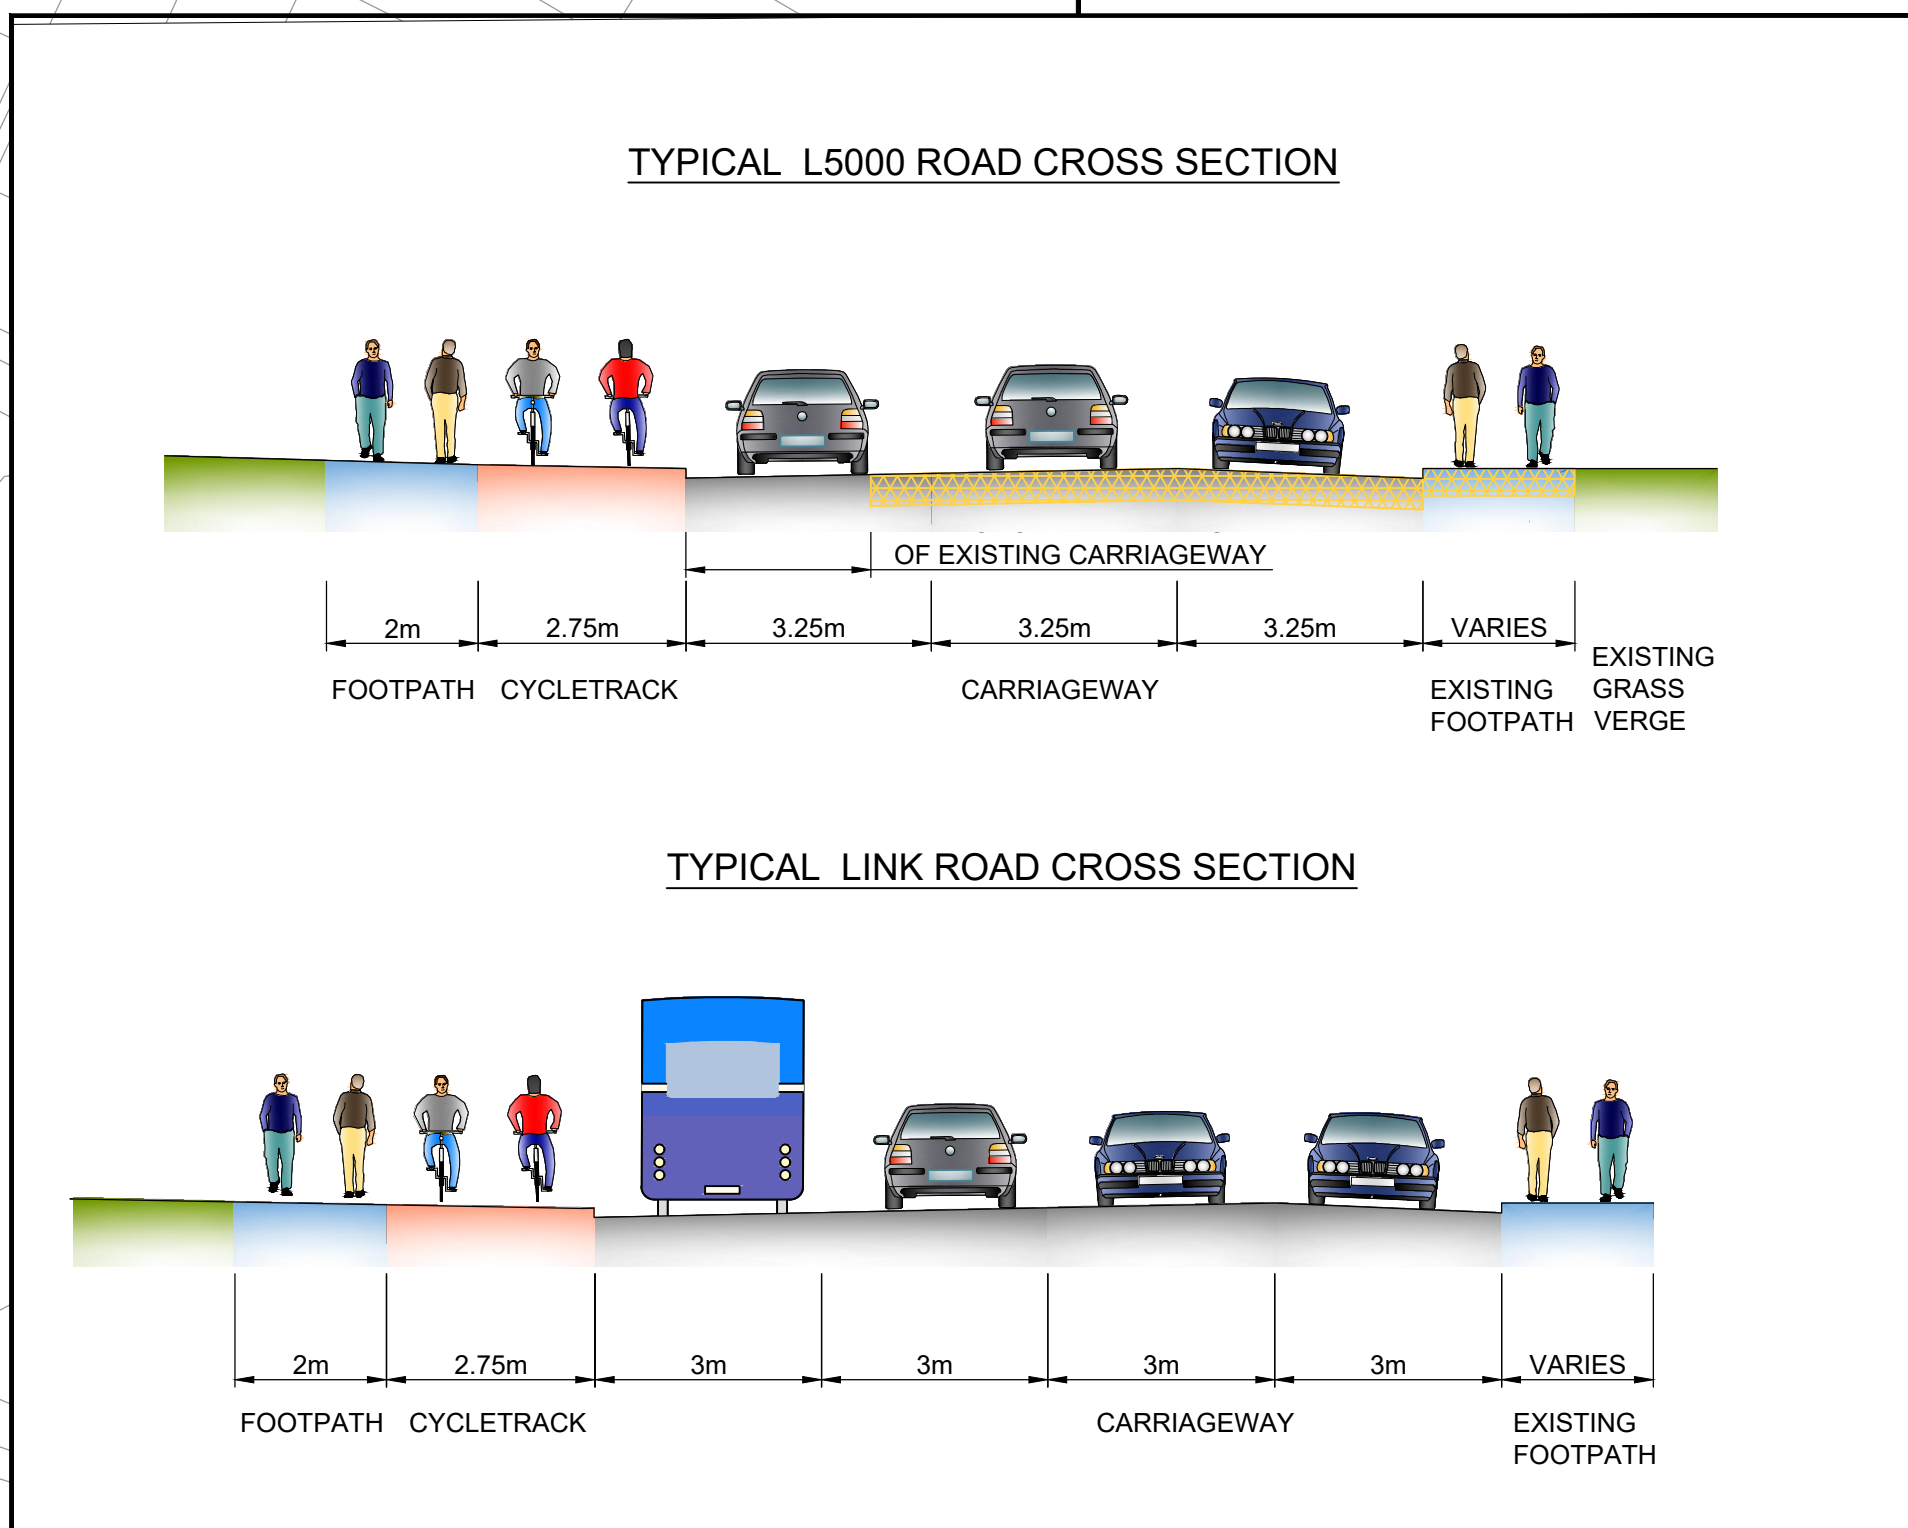 TYPICAL L5000 ROAD CROSS SECTION
OF EXISTING CARRIAGEWAY
2m 2.75m 3.25m 3.25m 3.25m VARIES
FOOTPATH CYCLETRACK CARRIAGEWAY
EXISTING
FOOTPATH
EXISTING
GRASS
VERGE
TYPICAL LINK ROAD CROSS SECTION
2m 2.75m 3m 3m 3m 3m VARIES
FOOTPATH CYCLETRACK CARRIAGEWAY
EXISTING
FOOTPATH